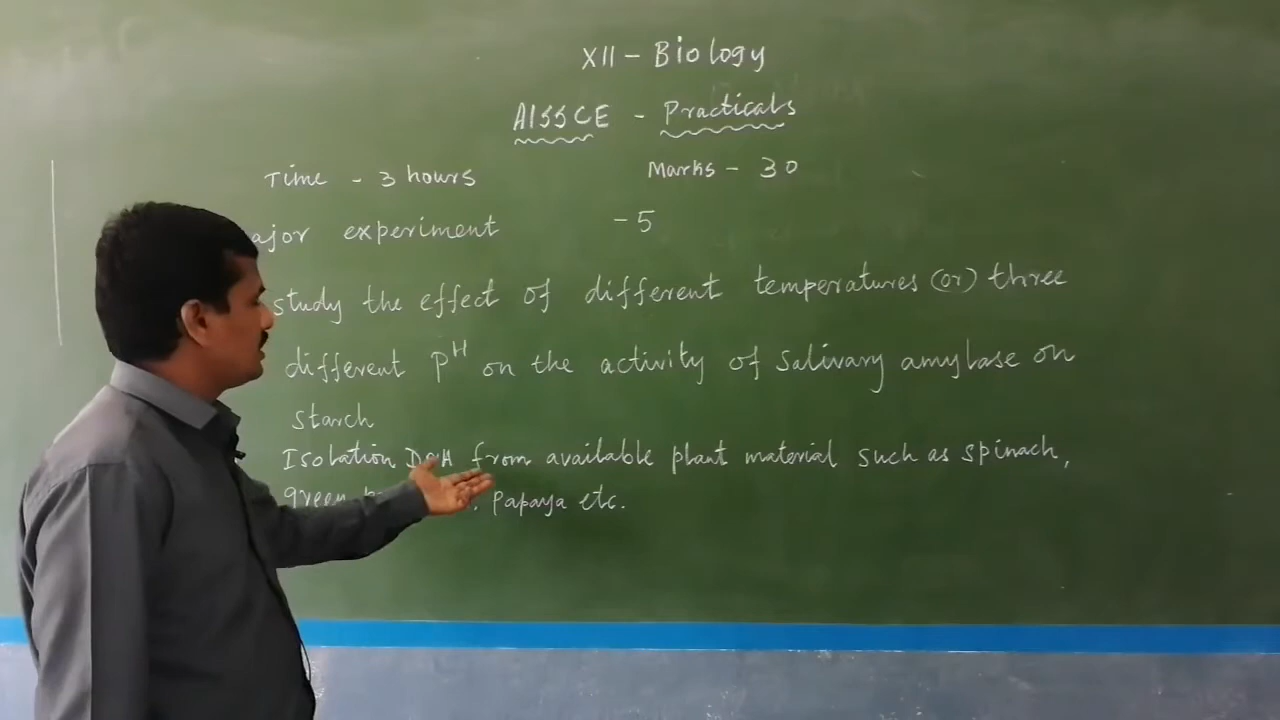 XII - Biology
AISSCE - Practicals
Time - 3 hours Marks - 30
ajor experiment - 5
study the effect of different temperatures (or) three
different pH on the activity of salivary amylase on
starch
Isolation from available plant material such as spinach,
green Papaya etc.